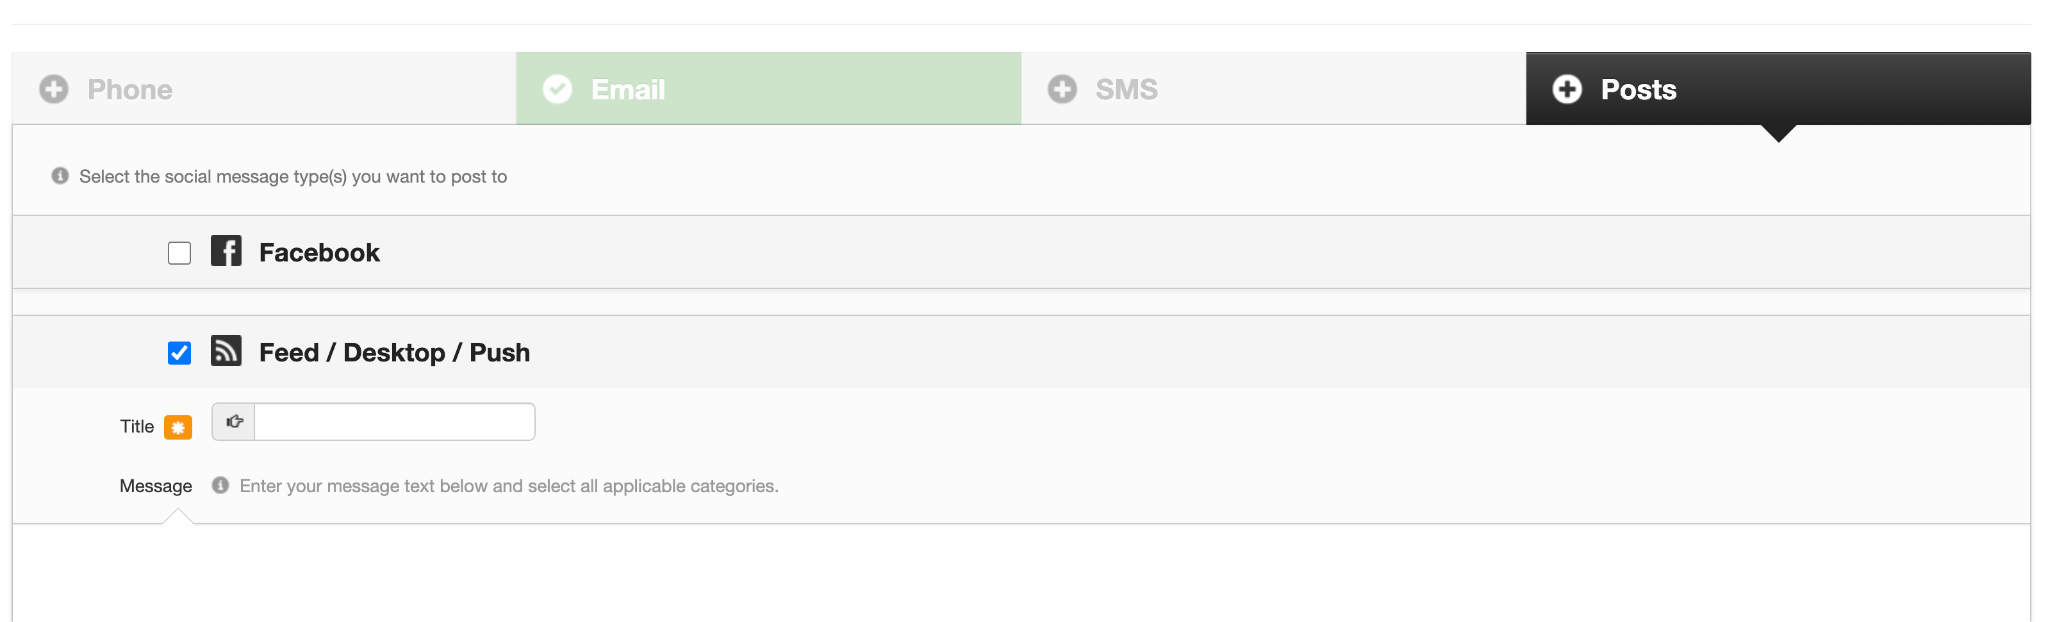 Phone
Email
SMS
Posts
Select the social message type(s) you want to post to
Facebook
Feed / Desktop / Push
Title
Message
Enter your message text below and select all applicable categories.